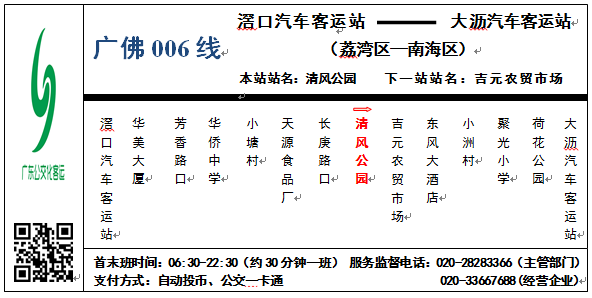 广佛 006 线
滘口汽车客运站 —— 大沥汽车客运站
（荔湾区—南海区）
本站站名：清风公园 下一站站名：吉元农贸市场
滘口汽车客运站
华美大厦
芳香路口
华侨中学
小塘村
天源食品厂
长庚路口
清风公园
吉元农贸市场
东风大酒店
小洲村
聚光小学
荷花公园
大沥汽车客运站
广东公交化客运
首末班时间：06:30-22:30（约 30 分钟一班） 服务监督电话：020-28283366（主管部门）
支付方式：自动投币、公交一卡通 020-33667688(经营企业)